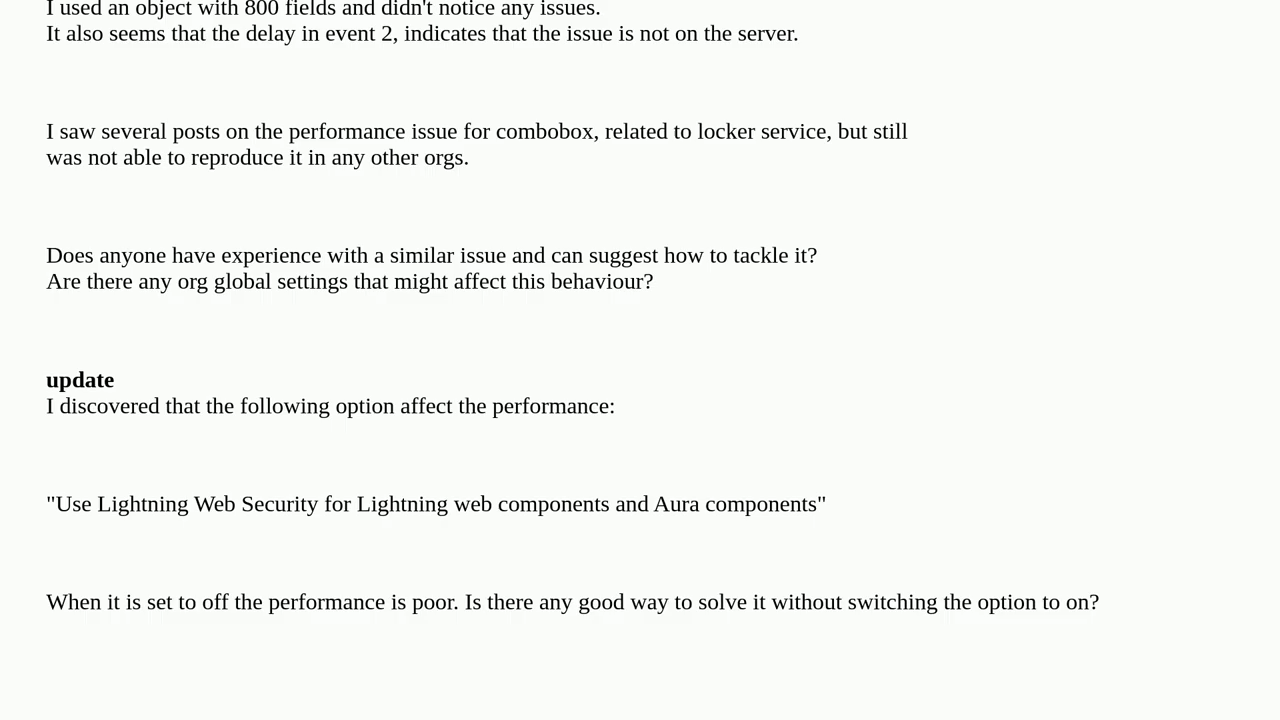 I used an object with 800 fields and didn't notice any issues.
It also seems that the delay in event 2, indicates that the issue is not on the server.
I saw several posts on the performance issue for combobox, related to locker service, but still
was not able to reproduce it in any other orgs.
Does anyone have experience with a similar issue and can suggest how to tackle it?
Are there any org global settings that might affect this behaviour?
update
I discovered that the following option affect the performance:
"Use Lightning Web Security for Lightning web components and Aura components"
When it is set to off the performance is poor. Is there any good way to solve it without switching the option to on?